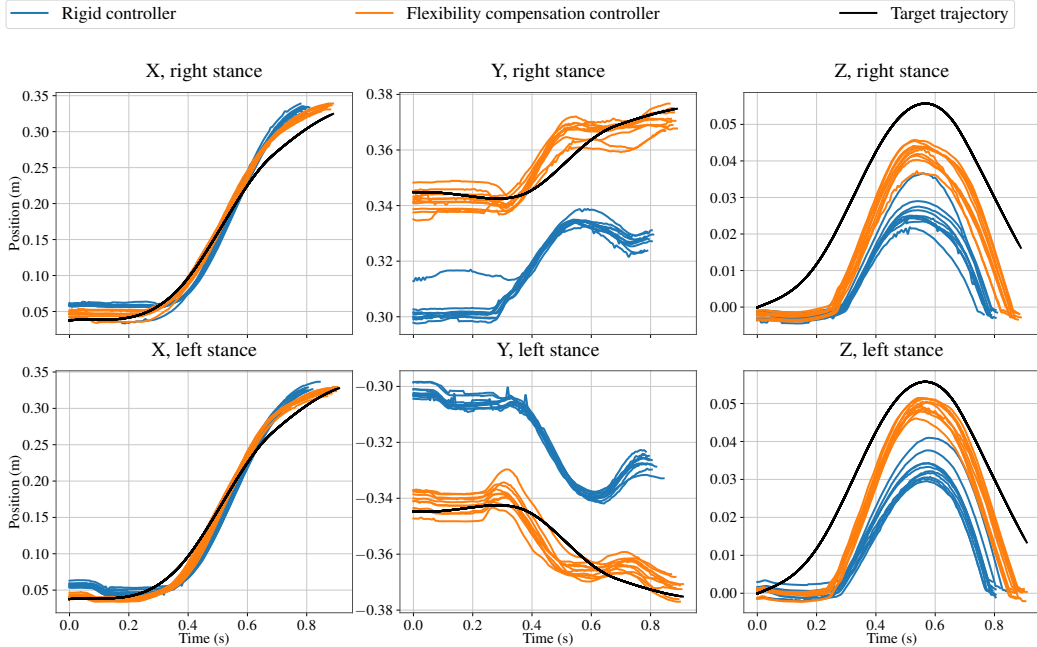 Rigid controller
Flexibility compensation controller
Target trajectory
X, right stance
Y, right stance
Z, right stance
Position (m)
0.35
0.30
0.25
0.20
0.15
0.10
0.05
0.38
0.36
0.34
0.32
0.30
0.05
0.04
0.03
0.02
0.01
0.00
X, left stance
Y, left stance
Z, left stance
Position (m)
0.35
0.30
0.25
0.20
0.15
0.10
0.05
−0.30
−0.32
−0.34
−0.36
−0.38
0.05
0.04
0.03
0.02
0.01
0.00
0.0 0.2 0.4 0.6 0.8
0.0 0.2 0.4 0.6 0.8
0.0 0.2 0.4 0.6 0.8
Time (s)
Time (s)
Time (s)